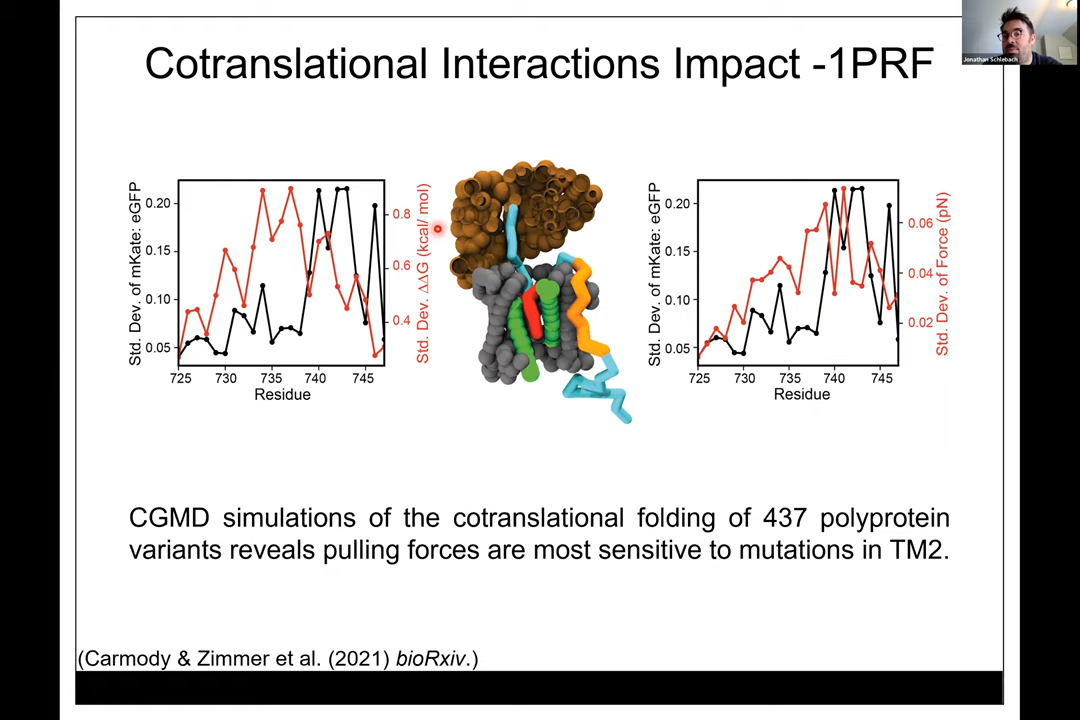 Cotranslational Interactions Impact -1PRF
Jonathan Schlebach
Std. Dev. of mKate: eGFP
0.20
0.15
0.10
0.05
725
730
735
740
745
Residue
0.8
0.6
0.4
Std. Dev. ΔΔG (kcal/ mol)
Std. Dev. of mKate: eGFP
0.20
0.15
0.10
0.05
725
730
735
740
745
Residue
0.06
0.04
0.02
Std. Dev. of Force (pN)
CGMD simulations of the cotranslational folding of 437 polyprotein
variants reveals pulling forces are most sensitive to mutations in TM2.
(Carmody & Zimmer et al. (2021) bioRxiv.)